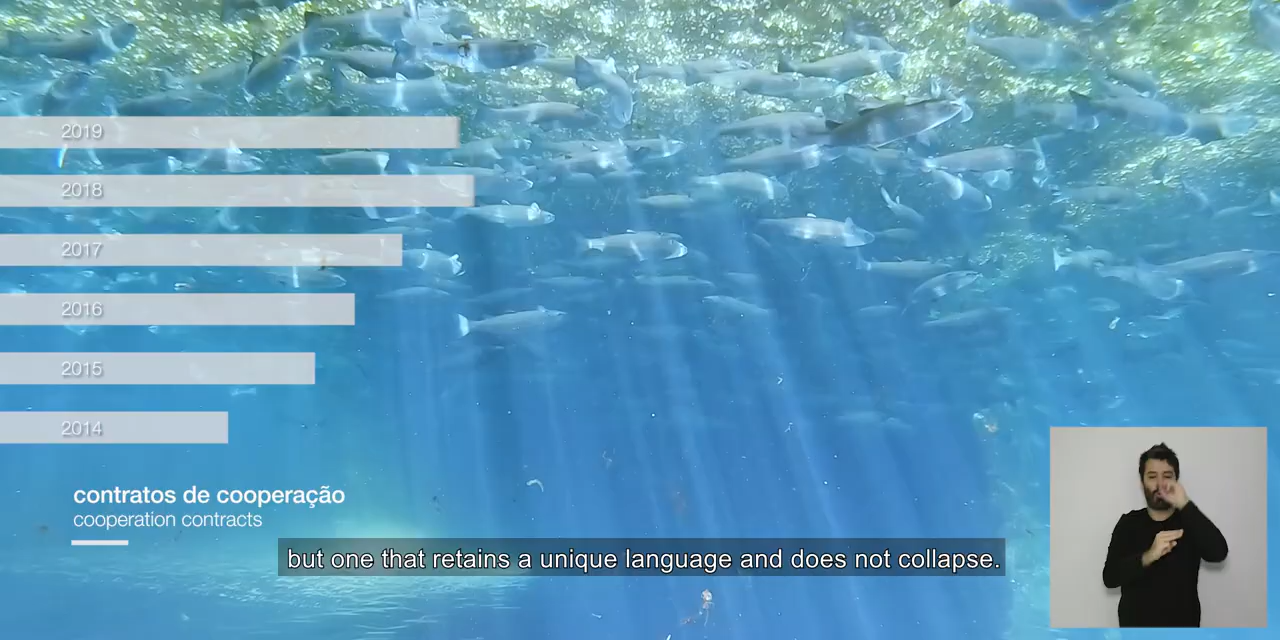 2019
2018
2017
2016
2015
2014
contratos de cooperação
cooperation contracts
but one that retains a unique language and does not collapse.